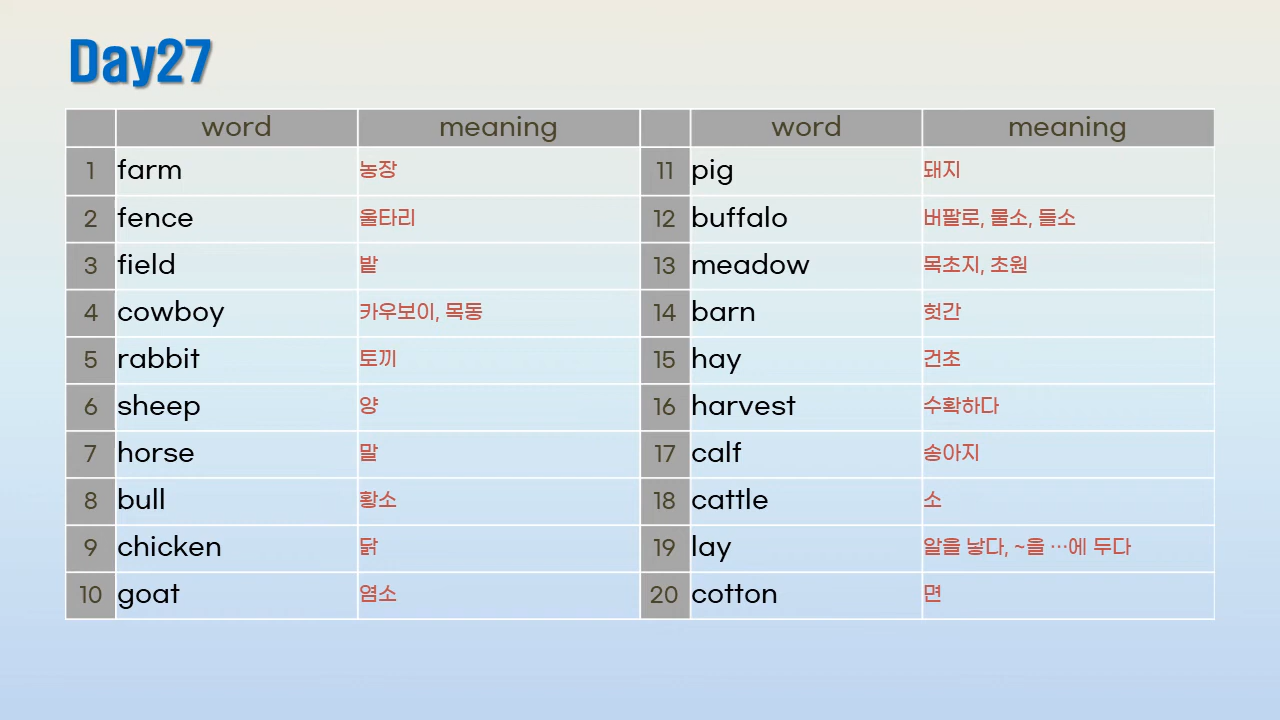 Day27
word meaning word meaning
1 farm 농장 11 pig 돼지
2 fence 울타리 12 buffalo 버팔로, 물소, 들소
3 field 밭 13 meadow 목초지, 초원
4 cowboy 카우보이, 목동 14 barn 헛간
5 rabbit 토끼 15 hay 건초
6 sheep 양 16 harvest 수확하다
7 horse 말 17 calf 송아지
8 bull 황소 18 cattle 소
9 chicken 닭 19 lay 알을 낳다, ~을 …에 두다
10 goat 염소 20 cotton 면